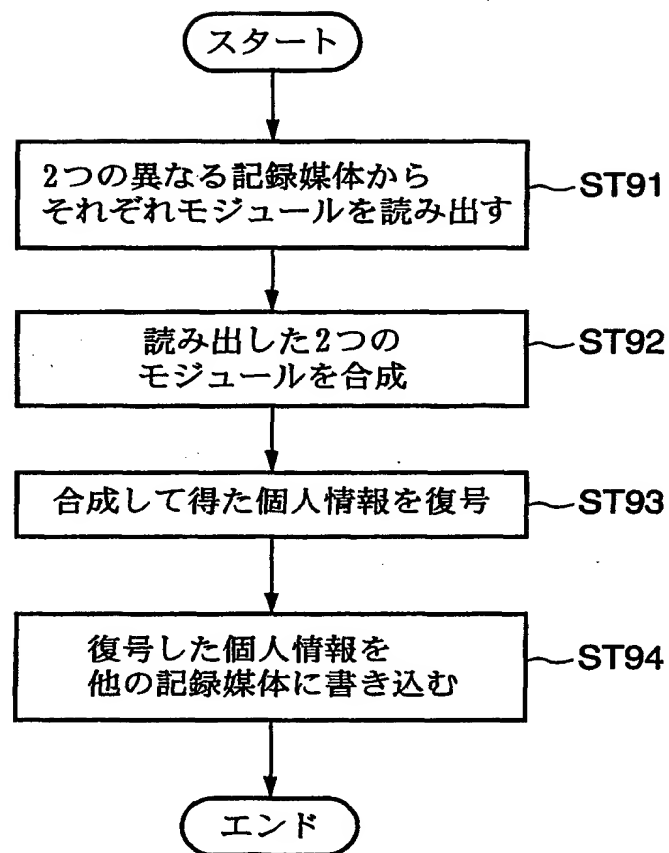 スタート
2つの異なる記録媒体から
それぞれモジュールを読み出す
ST91
読み出した2つの
モジュールを合成
ST92
合成して得た個人情報を復号
ST93
復号した個人情報を
他の記録媒体に書き込む
ST94
エンド